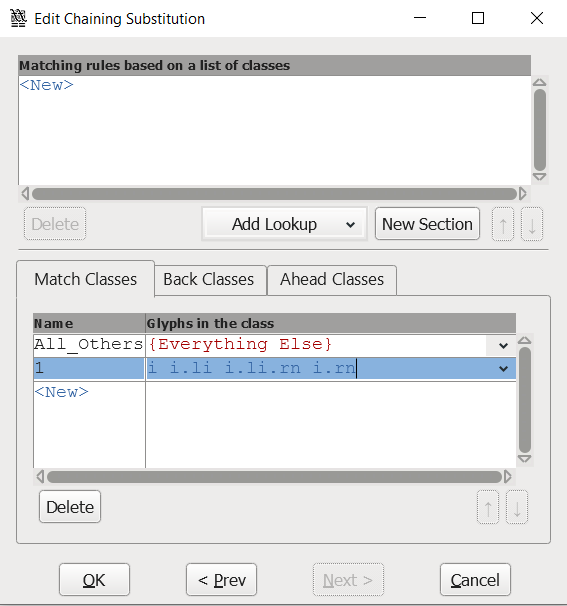 Edit Chaining Substitution
Matching rules based on a list of classes
<New>
Delete
Add Lookup
New Section
↑
↓
Match Classes
Back Classes
Ahead Classes
Name Glyphs in the class
All_Others {Everything Else}
1 i i.li i.li.rn i.rn
<New>
Delete
↑
↓
OK
< Prev
Next >
Cancel